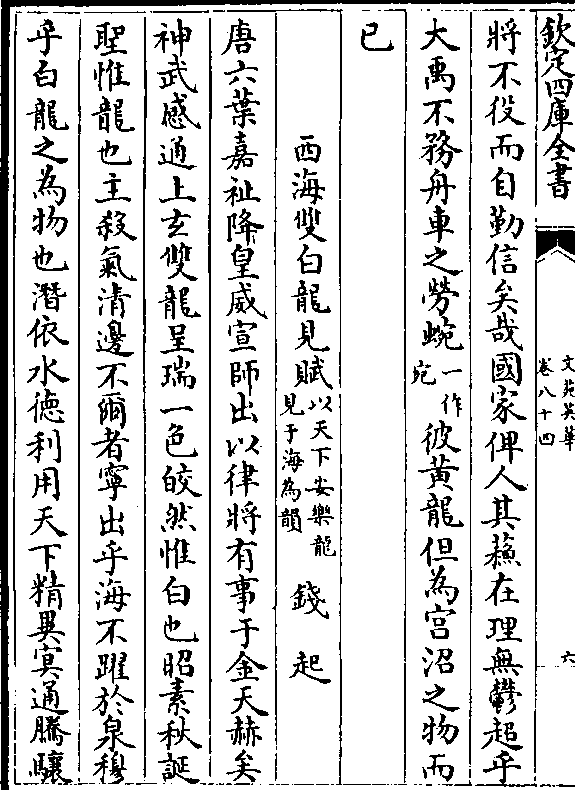 欽定四庫全書
文苑英華
卷八十四
六
將不役而自勤信矣哉國家俾人其蘓在理無鬱超乎
大禹不務舟車之勞蜿一作宛彼黃龍但為宮沼之物而
已
西海雙白龍見賦以天下安樂龍見于海為韻 錢起
唐六葉嘉祉降皇威宣師出以律將有事于金天赫矣
神武感通上玄雙龍呈瑞一色皎然惟白也昭素秋誕
聖惟龍也主殺氣清邊不爾者寧出乎海不躍於泉穆
乎白龍之為物也潛依水德利用天下精異冥通騰驤